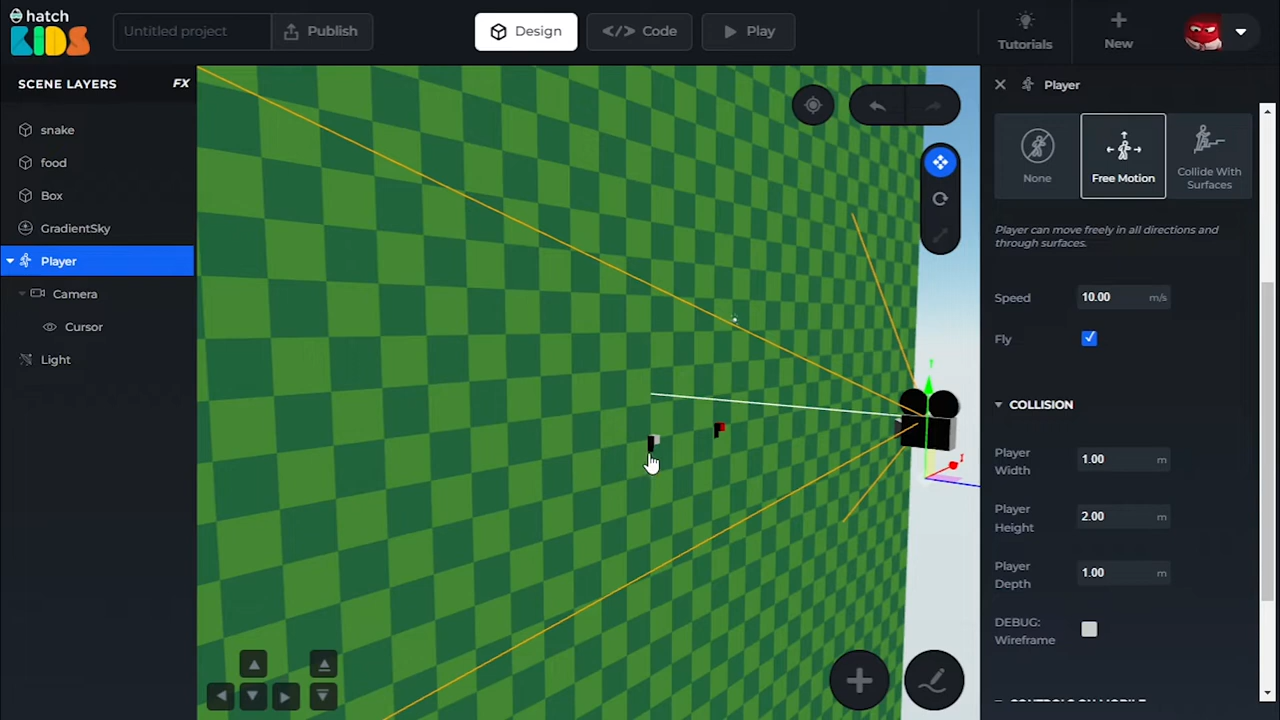 hatch
KIDS
Untitled project
Publish
Design
</> Code
Play
Tutorials
New
SCENE LAYERS
FX
snake
food
Box
GradientSky
Player
Camera
Cursor
Light
Player
None
Free Motion
Collide With
Surfaces
Player can move freely in all directions and
through surfaces.
Speed
10.00
m/s
Fly
COLLISION
Player
Width
1.00
m
Player
Height
2.00
m
Player
Depth
1.00
m
DEBUG:
Wireframe
CONTROLS ON MOBILE